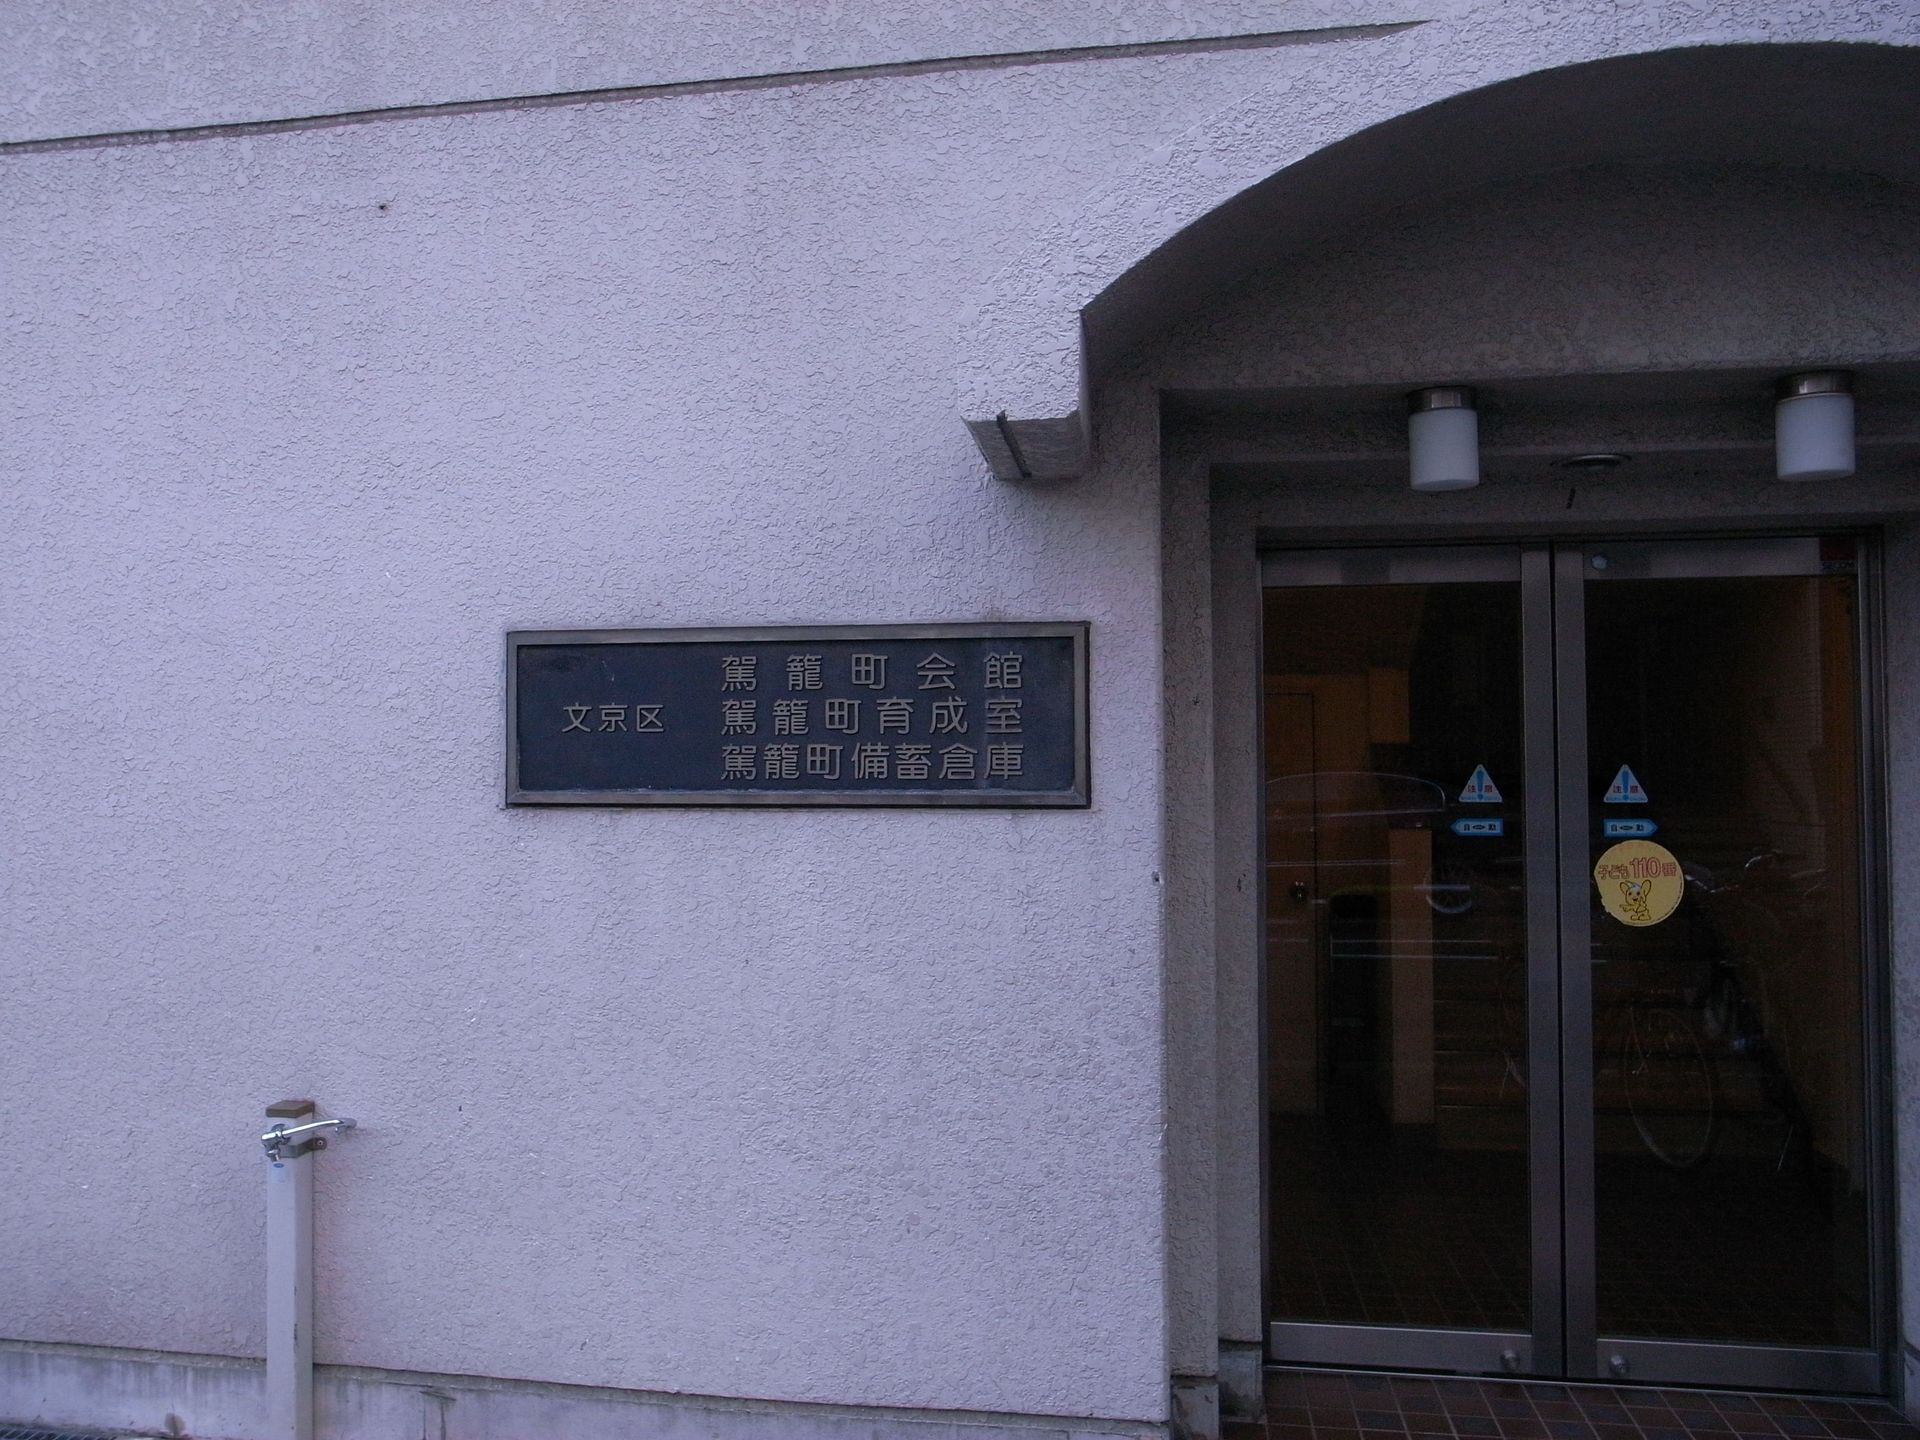 文京区
駕籠町会館
駕籠町育成室
駕籠町備蓄倉庫
注意
自動
注意
自動
子ども110番